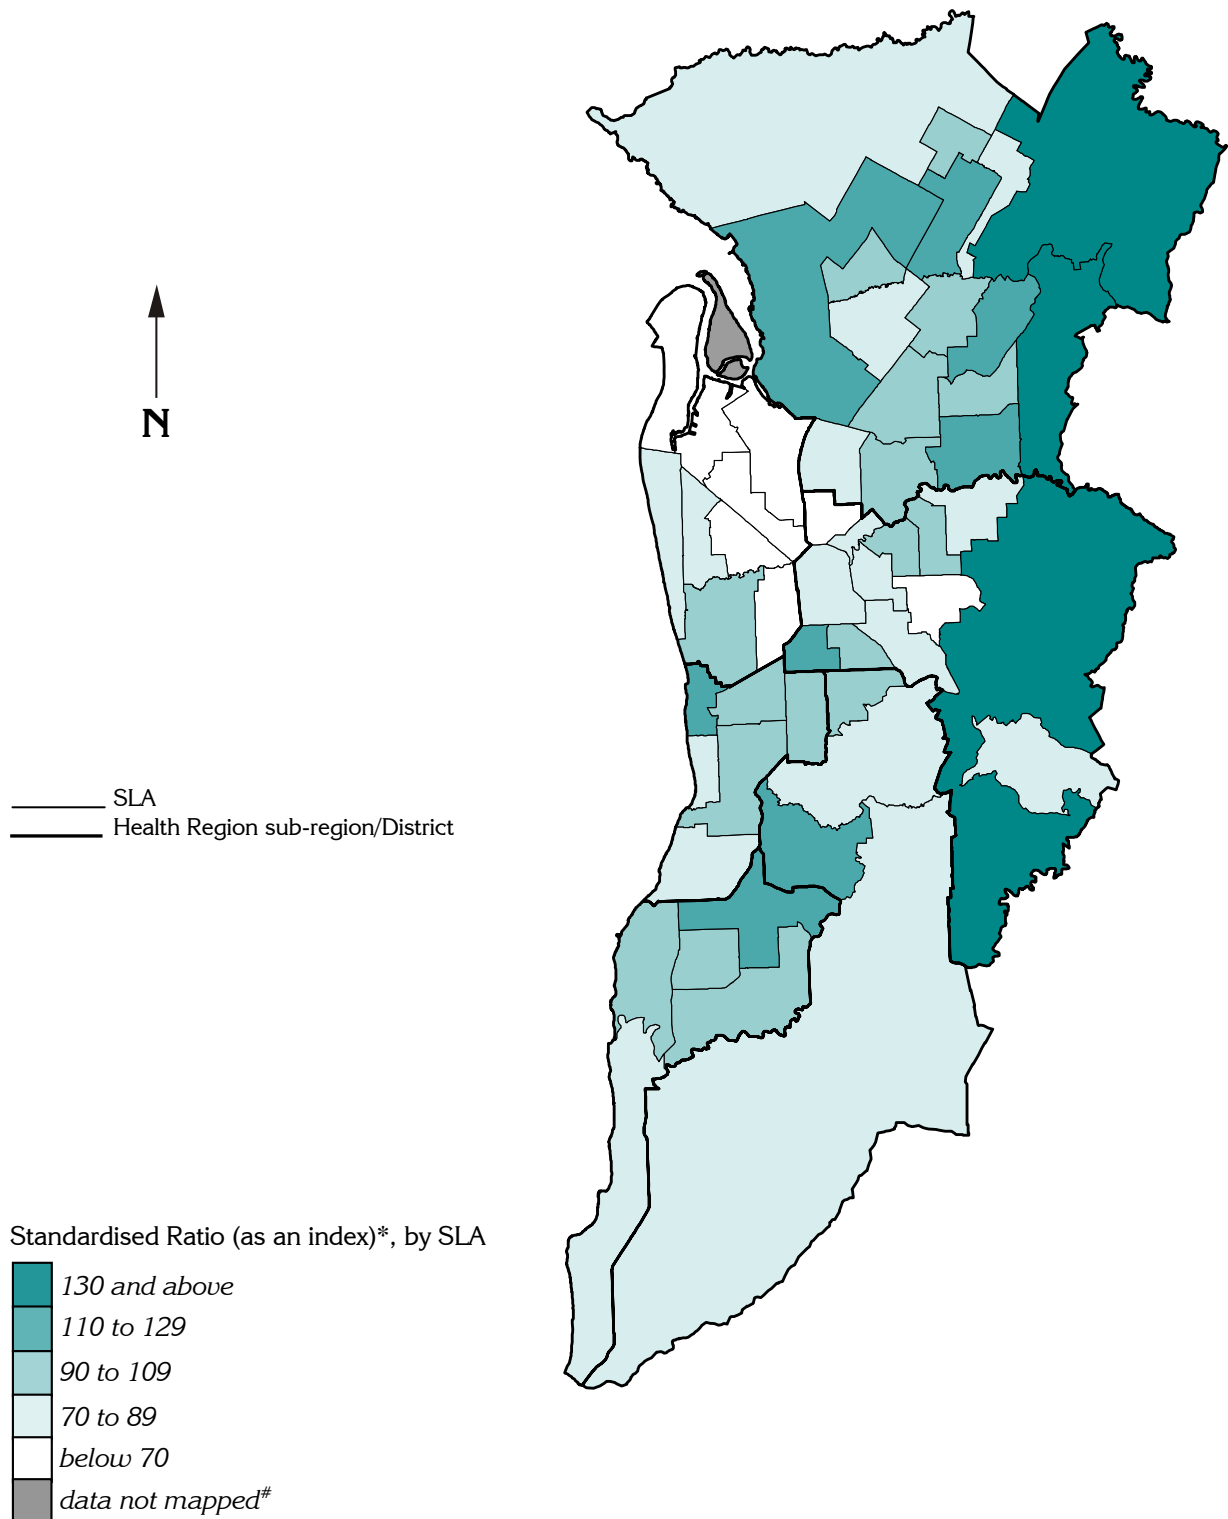 N
SLA
Health Region sub-region/District
Standardised Ratio (as an index)*, by SLA
130 and above
110 to 129
90 to 109
70 to 89
below 70
data not mapped#